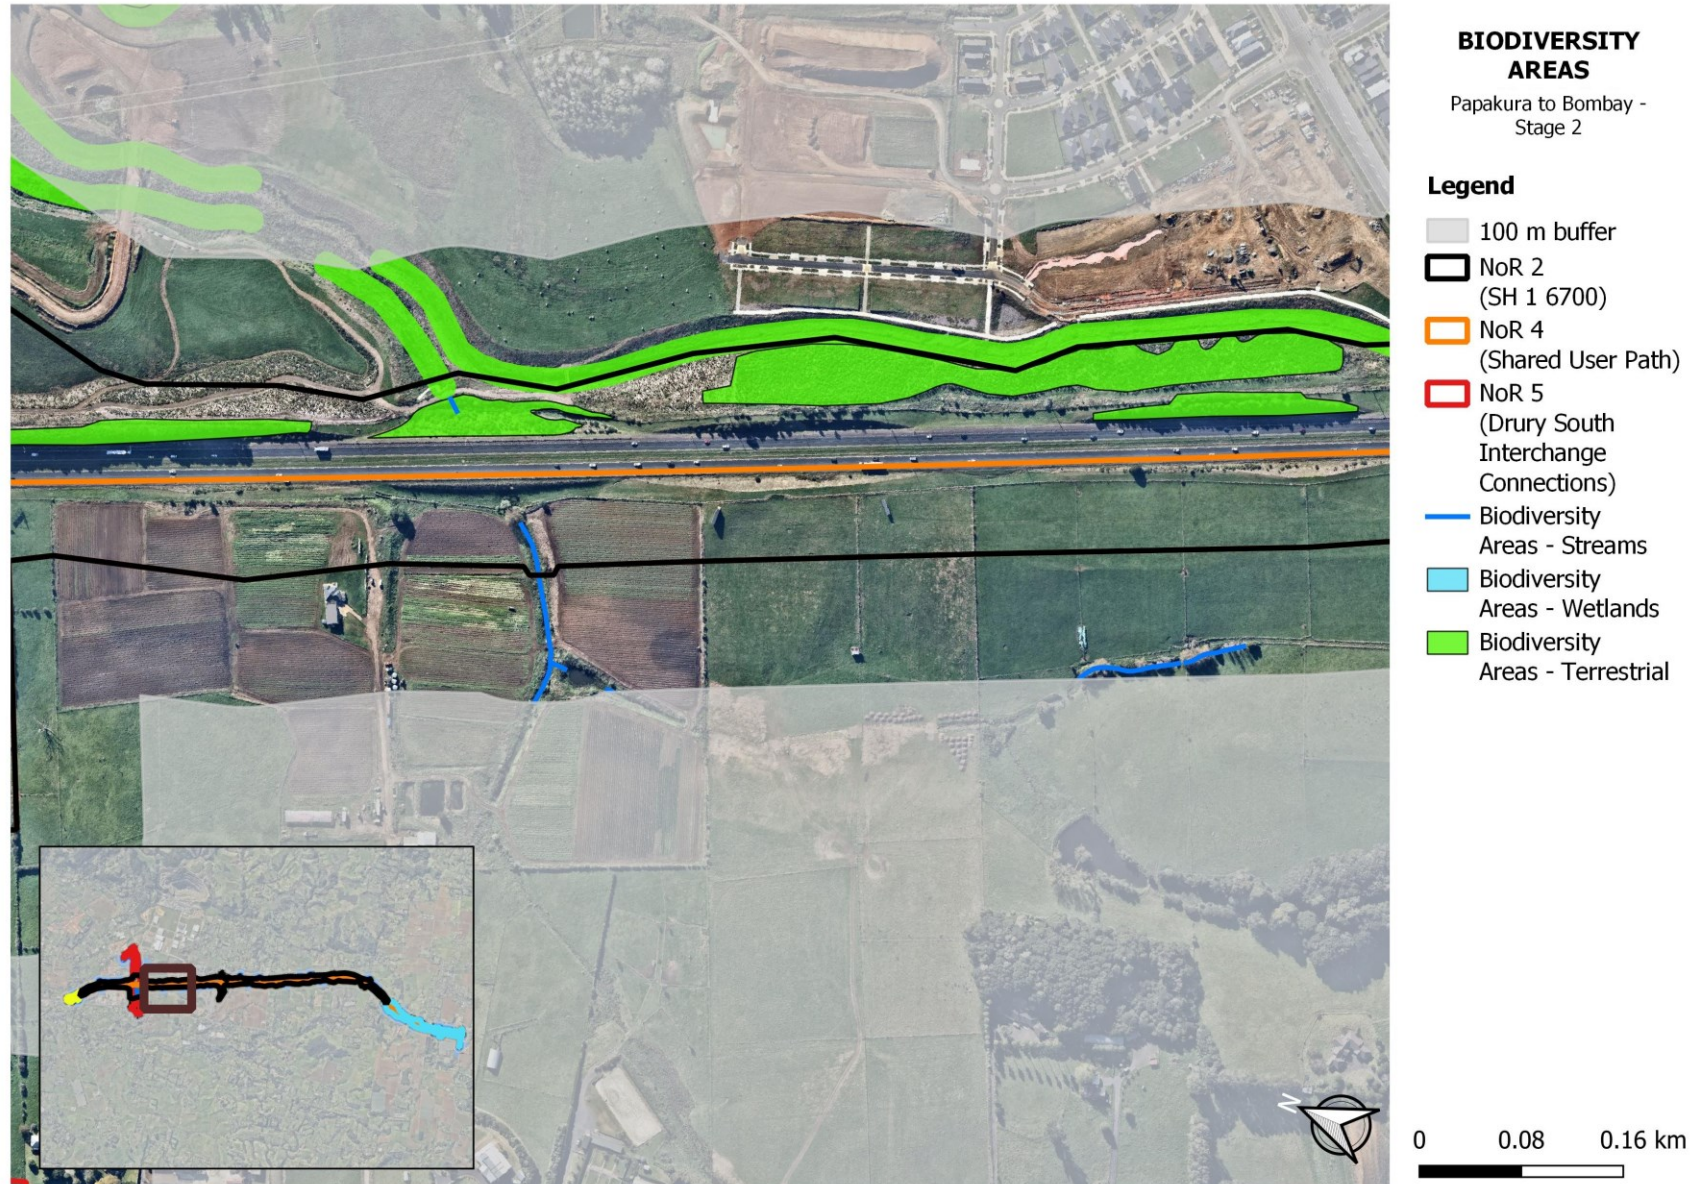 BIODIVERSITY
AREAS
Papakura to Bombay -
Stage 2
Legend
100 m buffer
NoR 2
(SH 1 6700)
NoR 4
(Shared User Path)
NoR 5
(Drury South
Interchange
Connections)
Biodiversity
Areas - Streams
Biodiversity
Areas - Wetlands
Biodiversity
Areas - Terrestrial
N
0 0.08 0.16 km